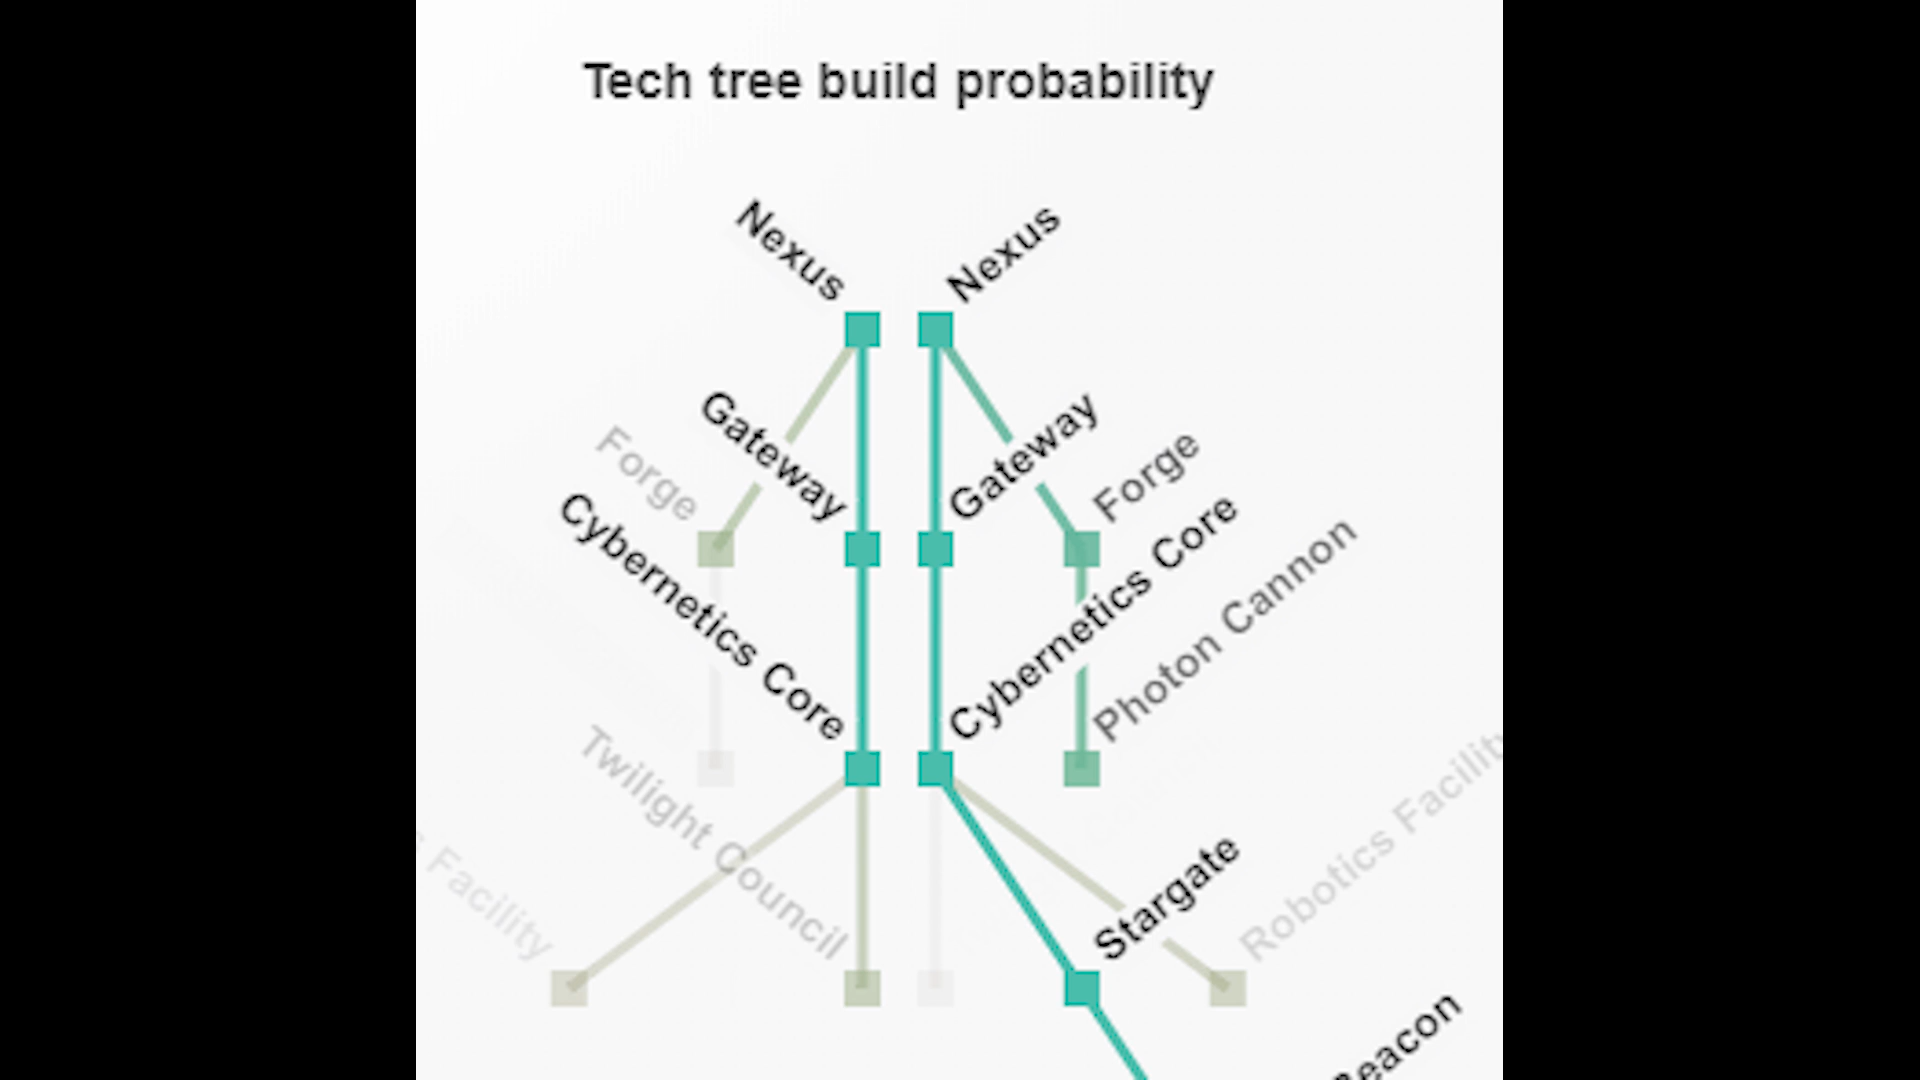 Tech tree build probability
Nexus
Nexus
Gateway
Gateway
Forge
Forge
Cybernetics Core
Cybernetics Core
Photon Cannon
Twilight Council
Facility
Stargate
Robotics Facility
Beacon